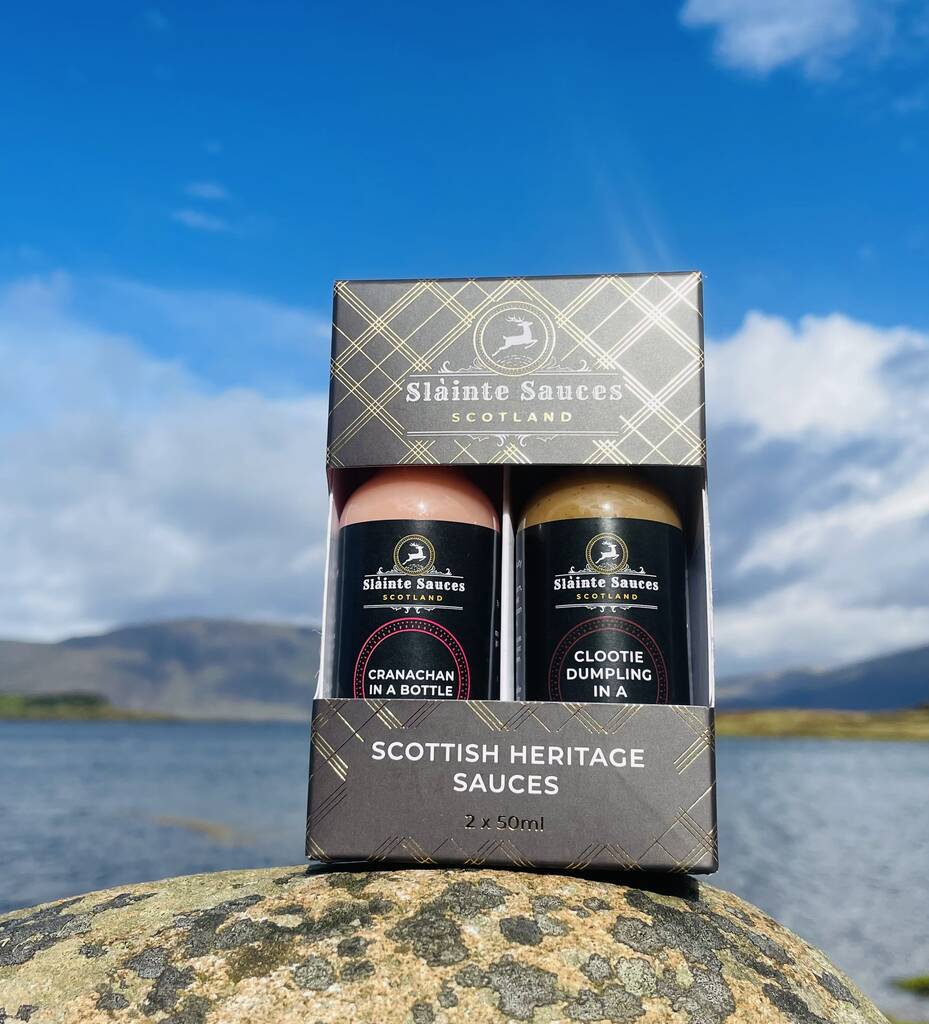 Slàinte Sauces
SCOTLAND
Slàinte Sauces
SCOTLAND
CRANACHAN
IN A BOTTLE
Slàinte Sauces
SCOTLAND
CLOOTIE
DUMPLING
IN A
SCOTTISH HERITAGE
SAUCES
2 x 50ml